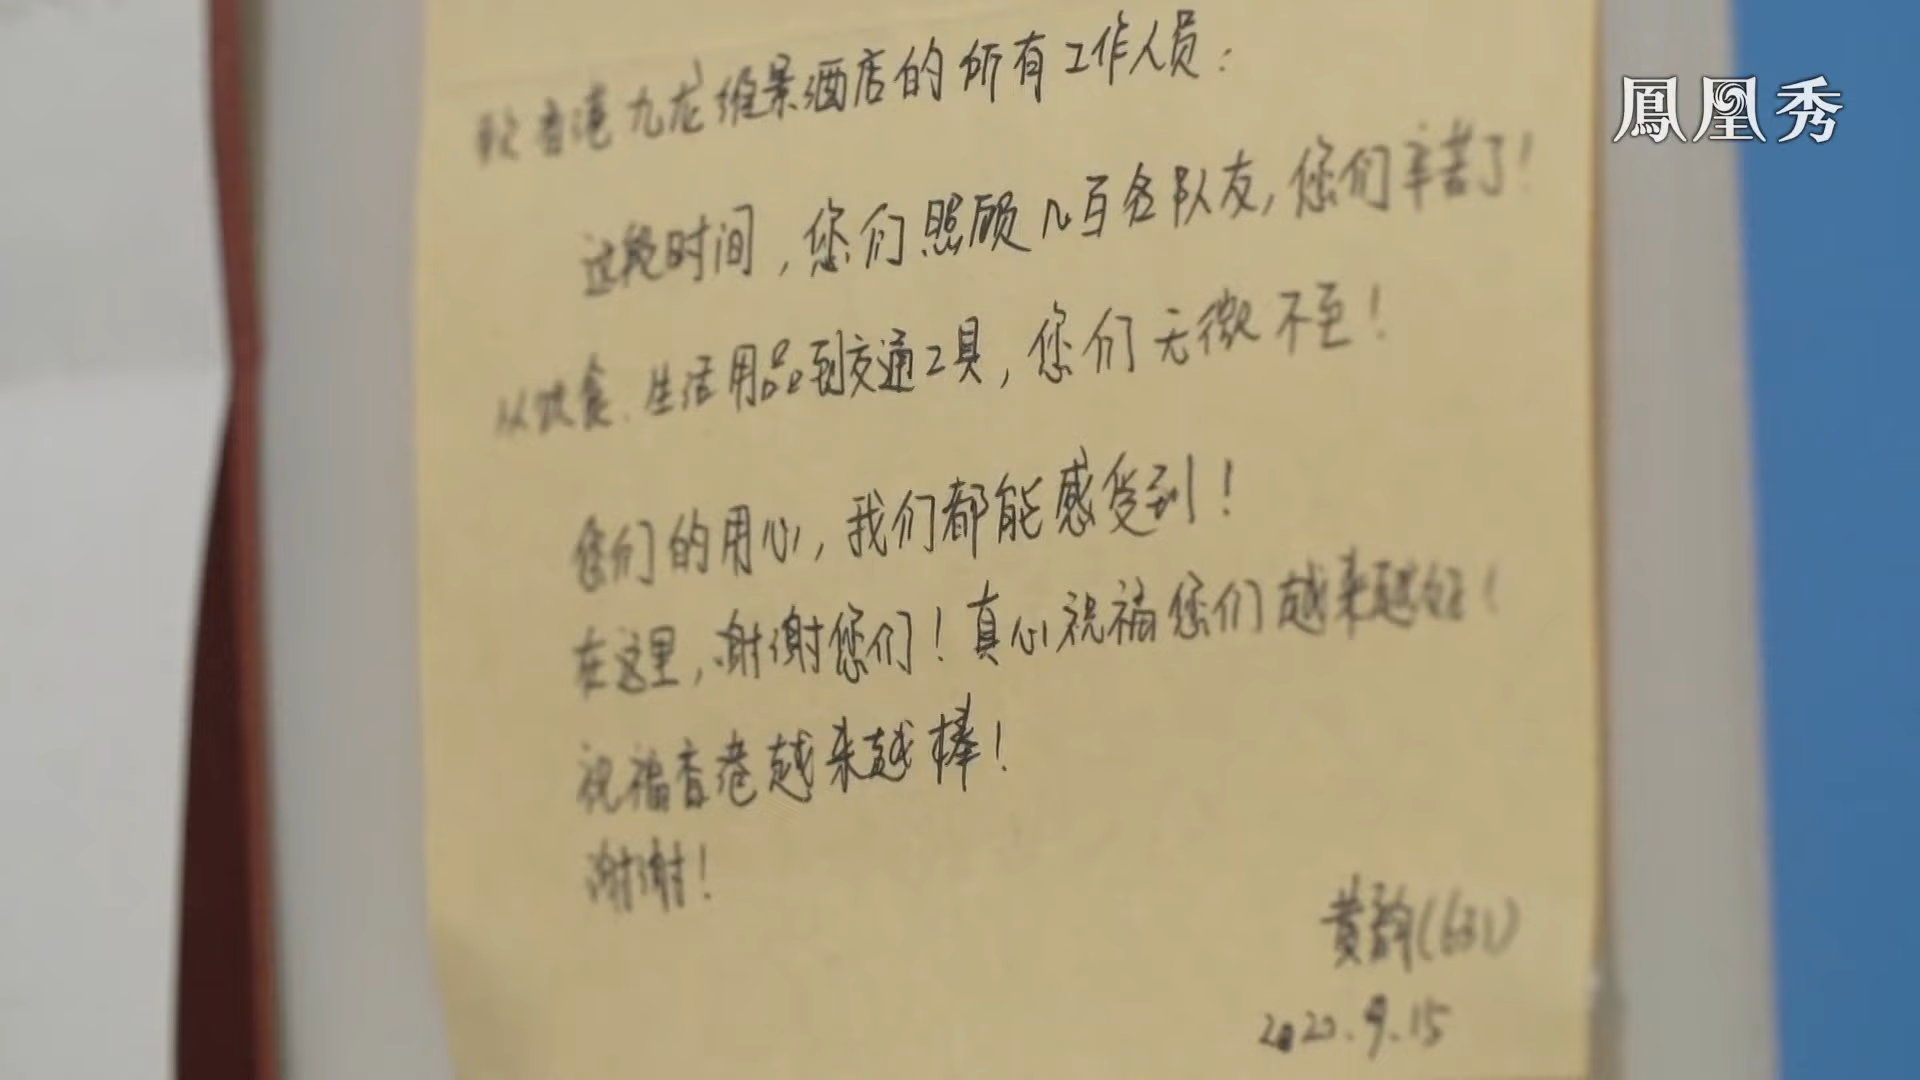 致香港九龙维景酒店的所有工作人员：
鳳凰秀
这段时间，您们照顾几百名队友，您们辛苦了！
从饮食、生活用品到交通工具，您们无微不至！
您们的用心，我们都能感受到！
在这里，谢谢您们！真心祝福您们越来越好！
祝福香港越来越棒！
谢谢！
黄韵(631)
2020.9.15